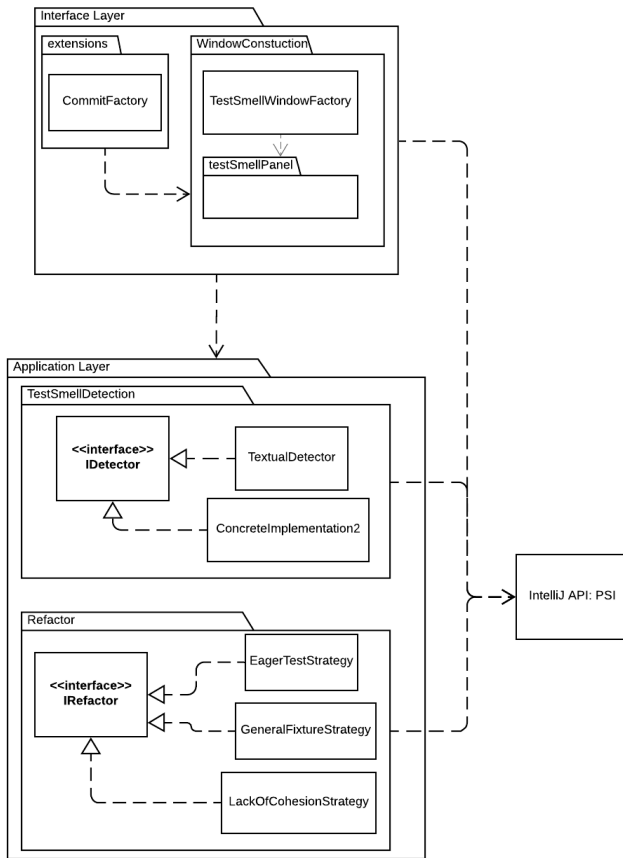 Interface Layer
extensions
WindowConstuction
CommitFactory
TestSmellWindowFactory
testSmellPanel
Application Layer
TestSmellDetection
<<interface>>
IDetector
TextualDetector
ConcreteImplementation2
IntelliJ API: PSI
Refactor
<<interface>>
IRefactor
EagerTestStrategy
GeneralFixtureStrategy
LackOfCohesionStrategy